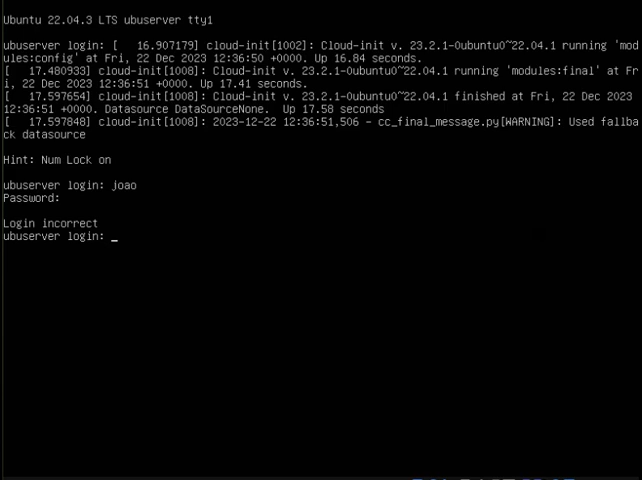 Ubuntu 22.04.3 LTS ubuserver tty1
ubuserver login: [   16.907179] cloud-init[1002]: Cloud-init v. 23.2.1-0ubuntu0~22.04.1 running 'mod
ules:config' at Fri, 22 Dec 2023 12:36:50 +0000. Up 16.84 seconds.
[   17.480933] cloud-init[1008]: Cloud-init v. 23.2.1-0ubuntu0~22.04.1 running 'modules:final' at Fr
i, 22 Dec 2023 12:36:51 +0000. Up 17.41 seconds.
[   17.597654] cloud-init[1008]: Cloud-init v. 23.2.1-0ubuntu0~22.04.1 finished at Fri, 22 Dec 2023
12:36:51 +0000. Datasource DataSourceNone.  Up 17.58 seconds
[   17.597848] cloud-init[1008]: 2023-12-22 12:36:51,506 - cc_final_message.py[WARNING]: Used fallba
ck datasource
Hint: Num Lock on
ubuserver login: joao
Password:
Login incorrect
ubuserver login: _